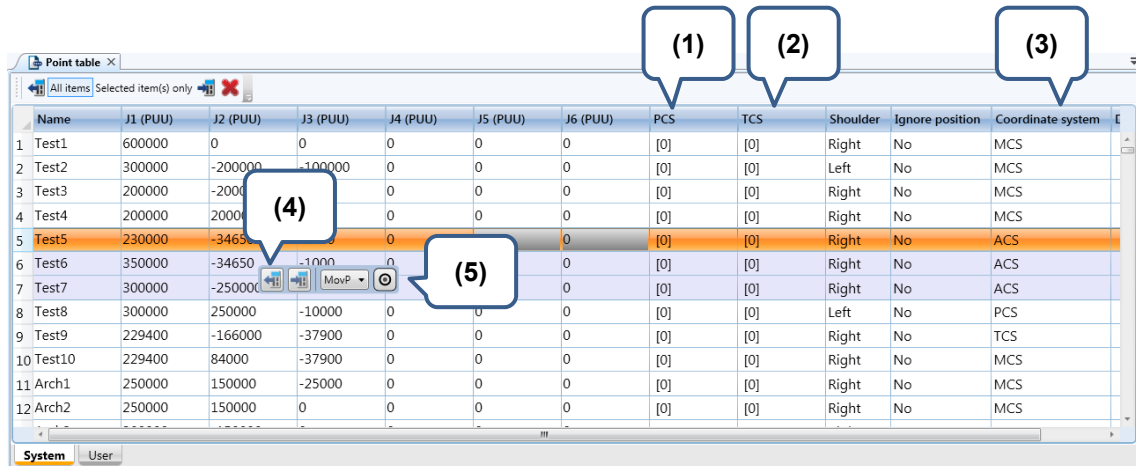 (1) (2) (3)
Point table
All items Selected item(s) only
Name J1 (PUU) J2 (PUU) J3 (PUU) J4 (PUU) J5 (PUU) J6 (PUU) PCS TCS Shoulder Ignore position Coordinate system
1 Test1 600000 0 0 0 0 0 [0] [0] Right No MCS
2 Test2 300000 -200000 -100000 0 0 0 [0] [0] Left No MCS
3 Test3 200000 0 0 0 [0] [0] Right No MCS
4 Test4 200000 0 0 0 [0] [0] Right No MCS
(4)
5 Test5 230000 0 0 [0] [0] Right No ACS
6 Test6 350000 -34650 -1000 0 0 [0] [0] Right No ACS
(5)
7 Test7 300000 MovP 0 [0] [0] Right No ACS
8 Test8 300000 250000 -10000 0 0 0 [0] [0] Left No PCS
9 Test9 229400 -166000 -37900 0 0 0 [0] [0] Right No TCS
10 Test10 229400 84000 -37900 0 0 0 [0] [0] Right No MCS
11 Arch1 250000 150000 -25000 0 0 0 [0] [0] Right No MCS
12 Arch2 250000 150000 0 0 0 0 [0] [0] Right No MCS
System User